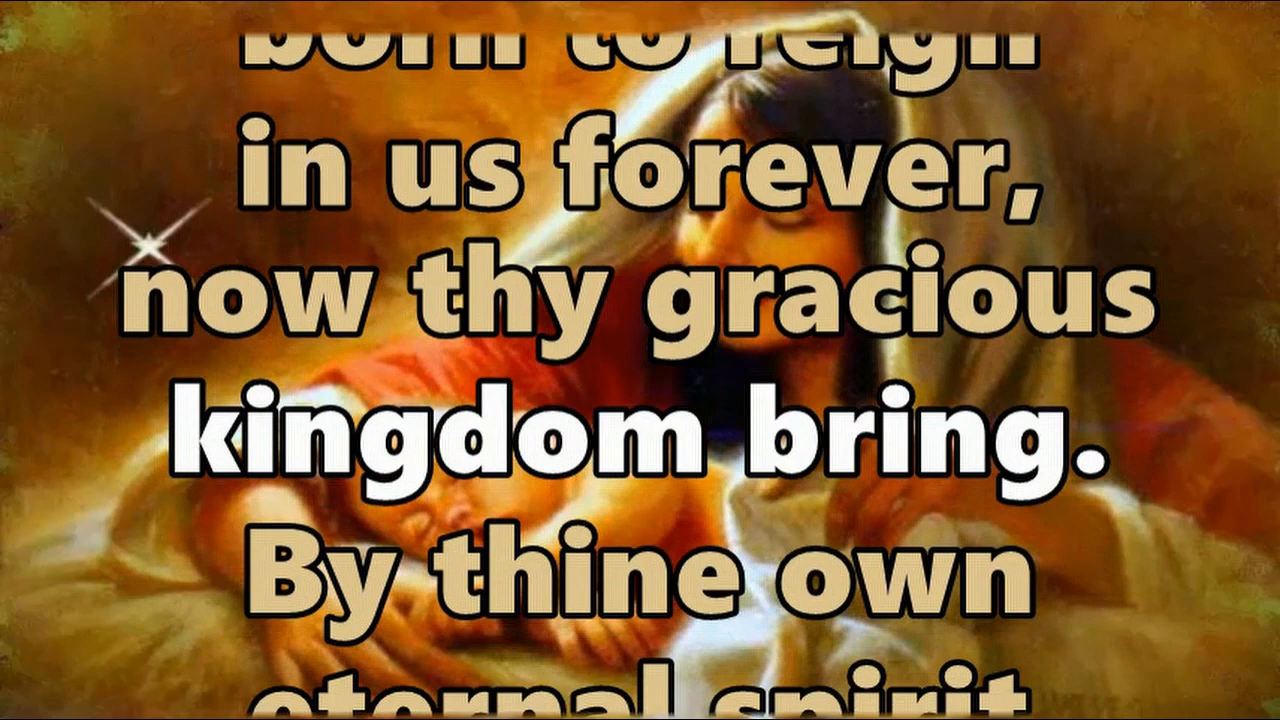 born to reign
in us forever,
now thy gracious
kingdom bring.
By thine own
eternal spirit